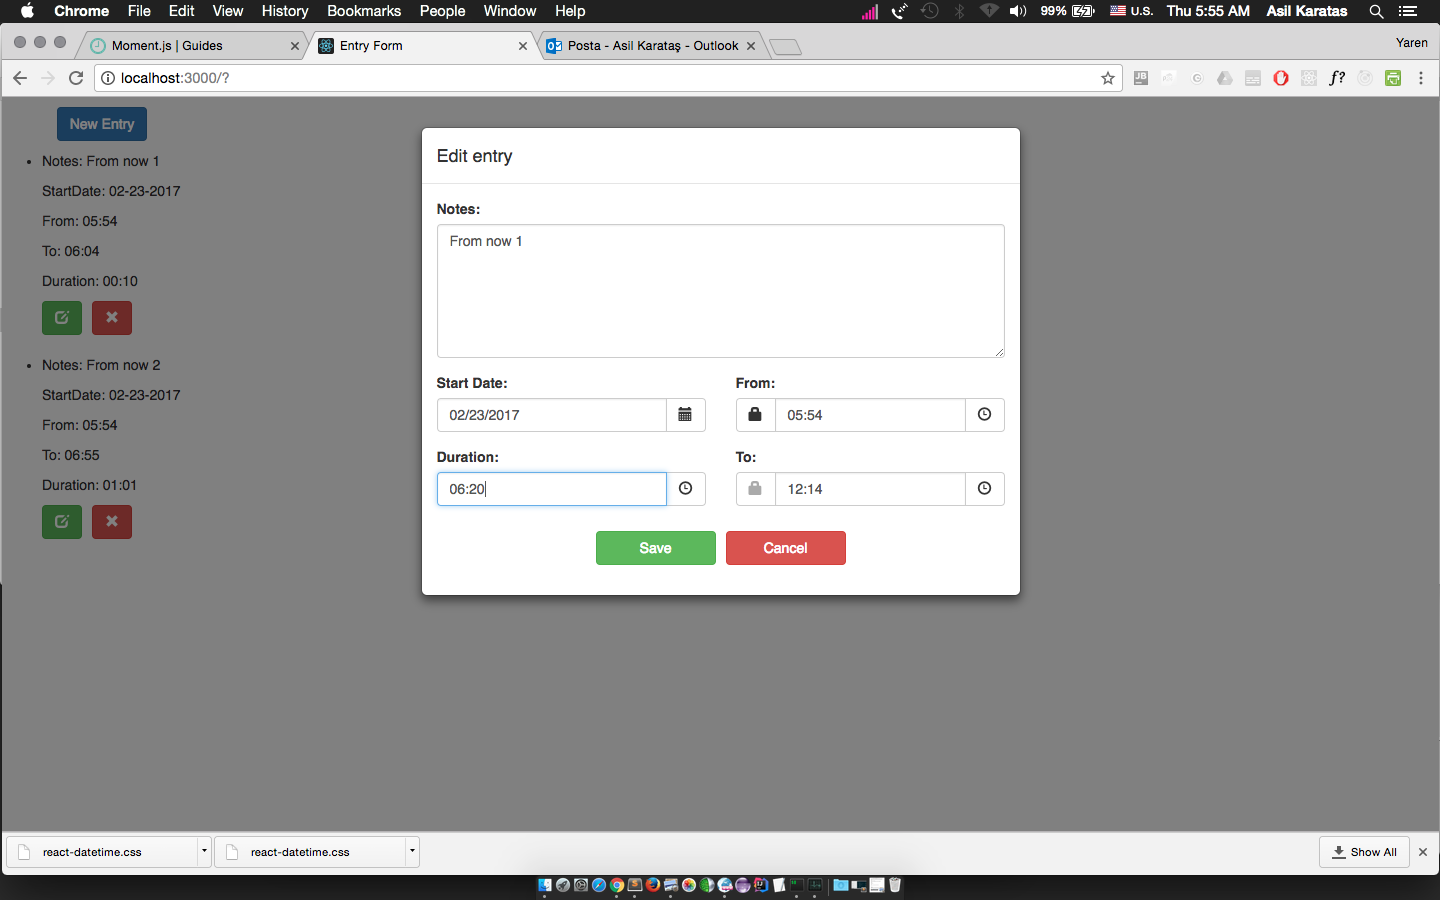 Chrome File Edit View History Bookmarks People Window Help 99% U.S. Thu 5:55 AM Asil Karatas
Moment.js | Guides Entry Form Posta - Asil Karataş - Outlook Yaren
localhost:3000/?
New Entry
Notes: From now 1
StartDate: 02-23-2017
From: 05:54
To: 06:04
Duration: 00:10
Notes: From now 2
StartDate: 02-23-2017
From: 05:54
To: 06:55
Duration: 01:01
Edit entry
Notes:
From now 1
Start Date: From:
02/23/2017 05:54
Duration: To:
06:20 12:14
Save Cancel
react-datetime.css react-datetime.css Show All